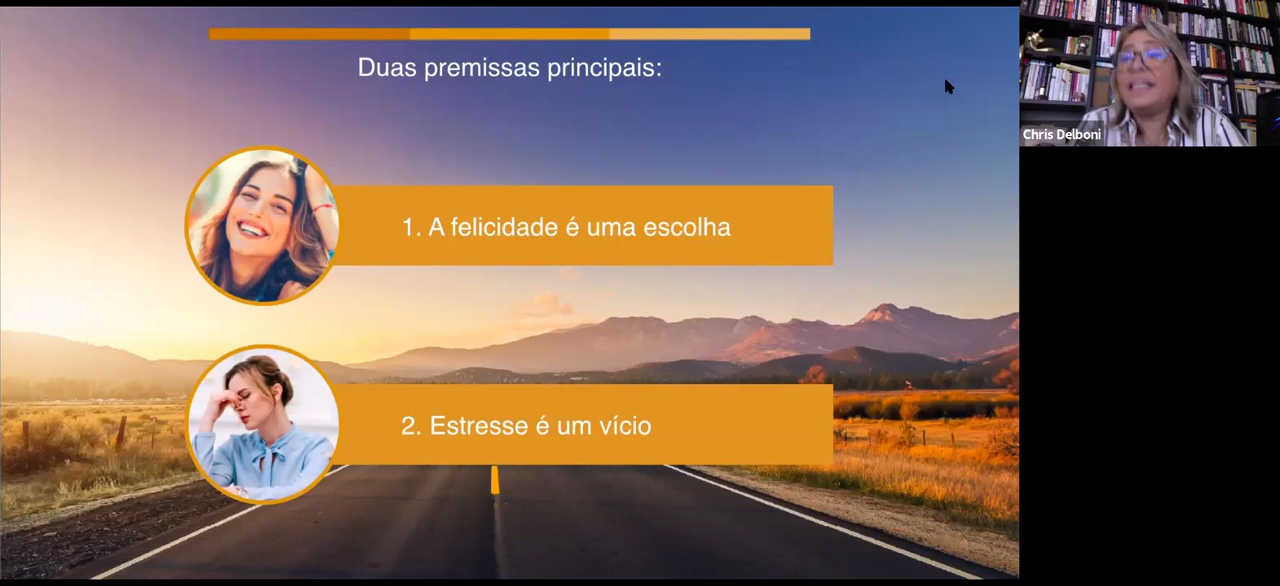 Duas premissas principais:
Chris Delboni
1. A felicidade é uma escolha
2. Estresse é um vício